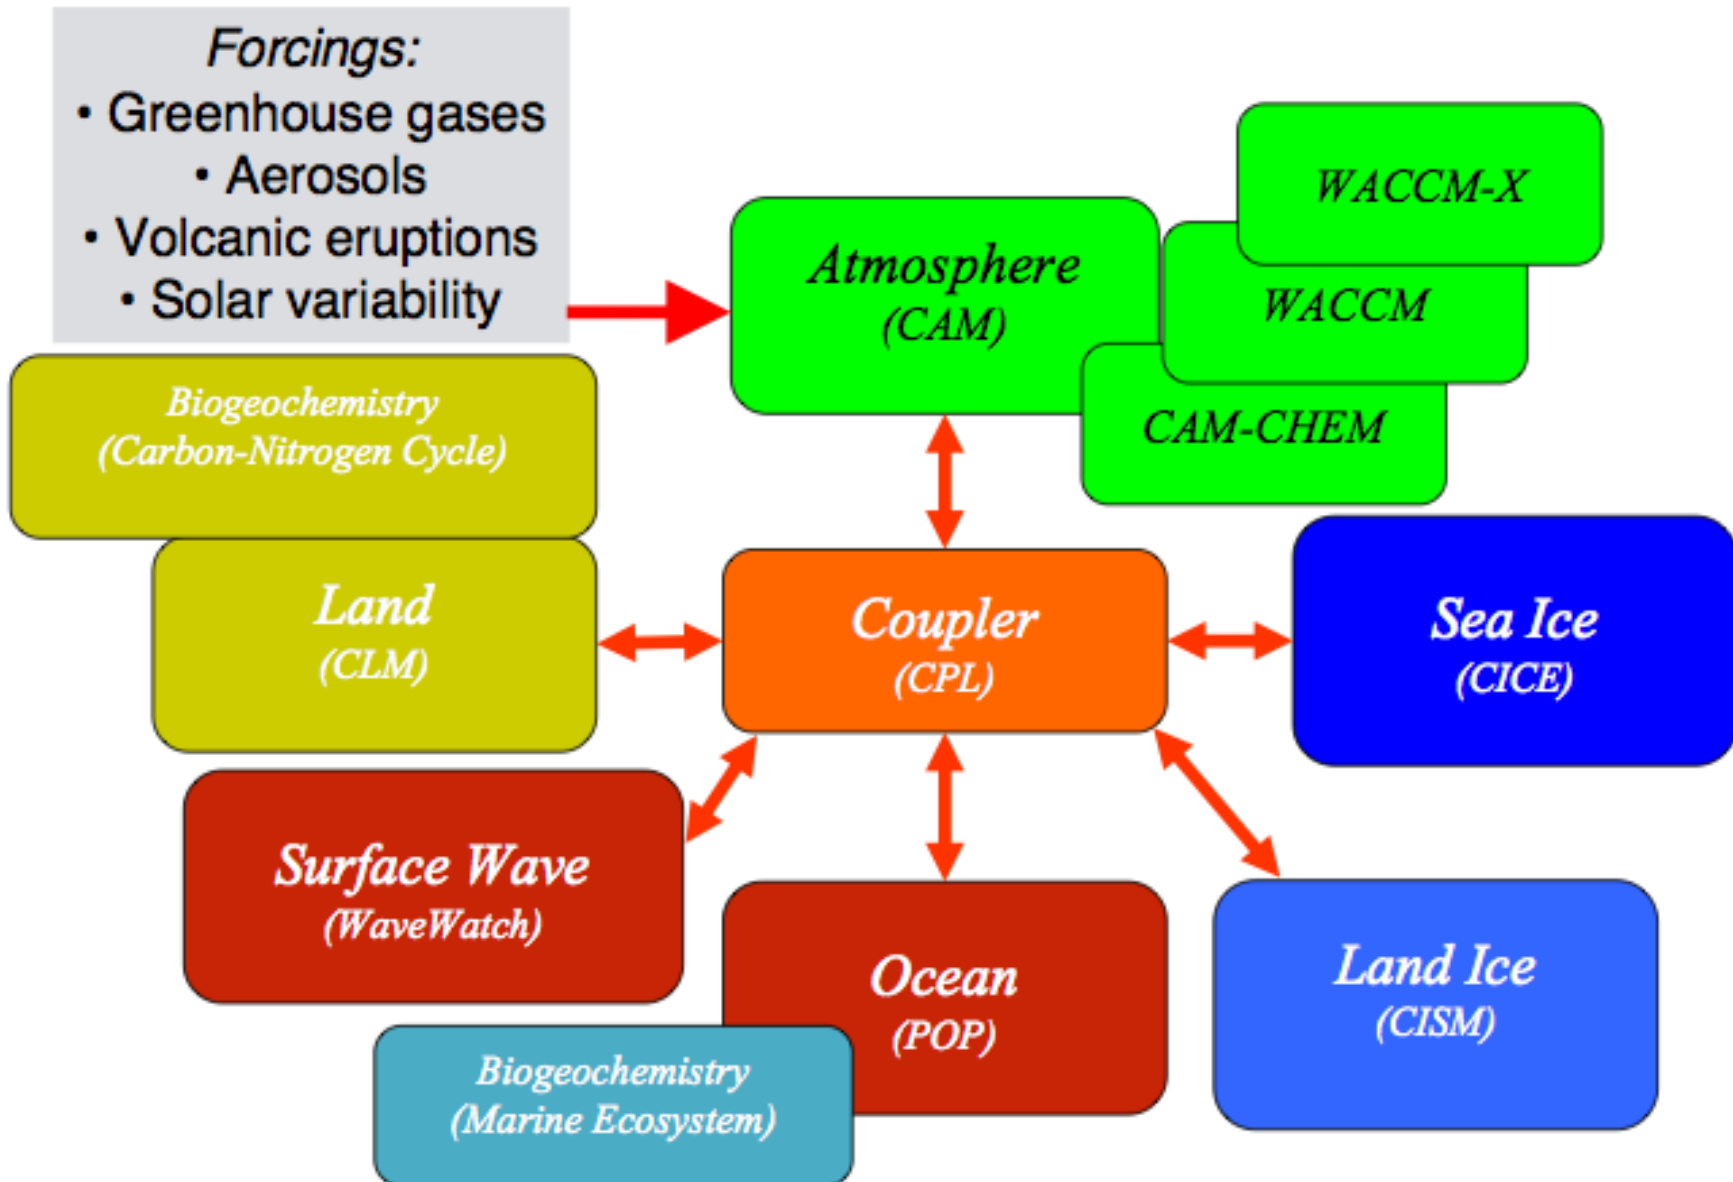 Forcings:
• Greenhouse gases
• Aerosols
• Volcanic eruptions
• Solar variability
WACCM-X
Atmosphere
(CAM)
WACCM
CAM-CHEM
Biogeochemistry
(Carbon-Nitrogen Cycle)
Land
(CLM)
Coupler
(CPL)
Sea Ice
(CICE)
Surface Wave
(WaveWatch)
Ocean
(POP)
Land Ice
(CISM)
Biogeochemistry
(Marine Ecosystem)